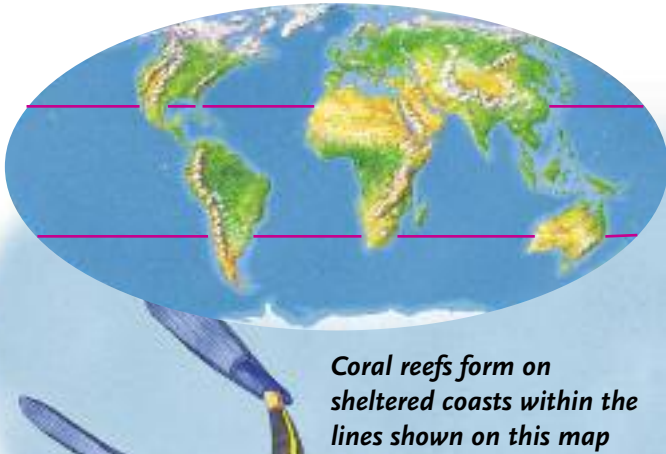 Coral reefs form on
sheltered coasts within the
lines shown on this map